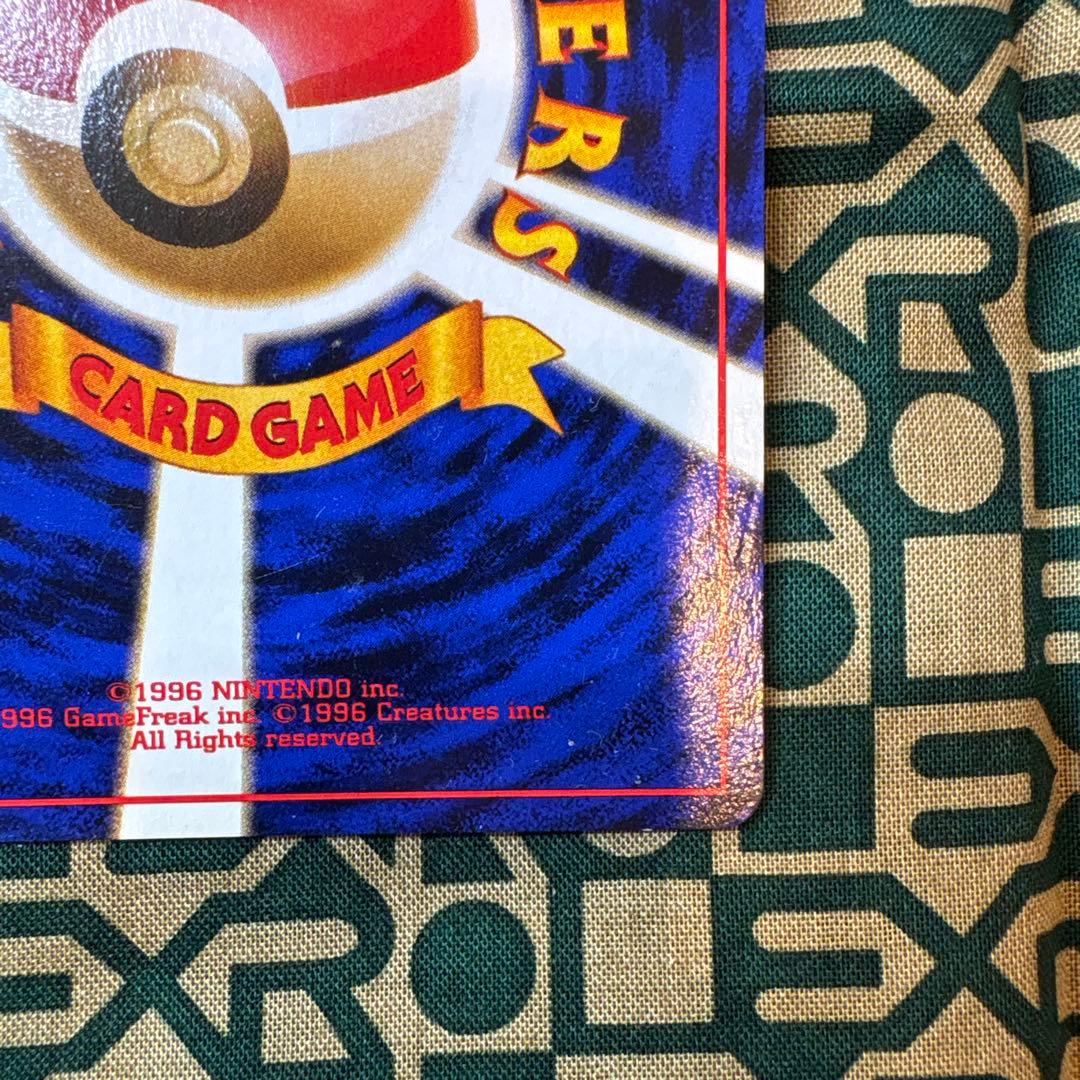 ERS
CARD GAME
©1996 NINTENDO inc.
996 GameFreak inc. ©1996 Creatures inc.
All Rights reserved.